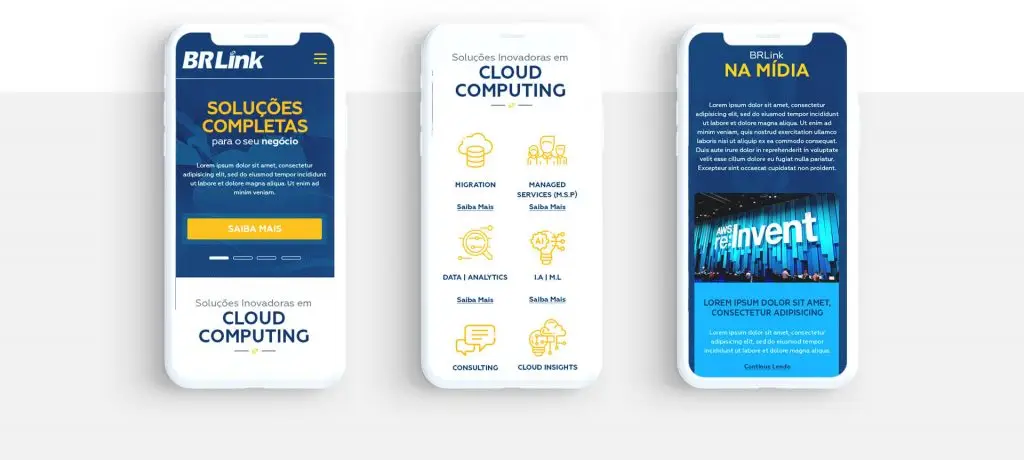 BRLink
SOLUÇÕES
COMPLETAS
para o seu negócio
Lorem ipsum dolor sit amet, consectetur
adipiscing elit, sed do eiusmod tempor incididunt
ut labore et dolore magna aliqua. Ut enim ad
minim veniam.
SAIBA MAIS
Soluções Inovadoras em
CLOUD
COMPUTING
Soluções Inovadoras em
CLOUD
COMPUTING
MIGRATION
Saiba Mais
MANAGED
SERVICES (M.S.P)
Saiba Mais
DATA | ANALYTICS
Saiba Mais
AI
I.A | M.L
Saiba Mais
CONSULTING
CLOUD INSIGHTS
BRLink
NA MÍDIA
Lorem ipsum dolor sit amet, consectetur
adipiscing elit, sed do eiusmod tempor incididunt
ut labore et dolore magna aliqua. Ut enim ad
minim veniam, quis nostrud exercitation ullamco
laboris nisi ut aliquip ex ea commodo consequat.
Duis aute irure dolor in reprehenderit in voluptate
velit esse cillum dolore eu fugiat nulla pariatur.
Excepteur sint occaecat cupidatat non proident.
AWS
re:Invent
LOREM IPSUM DOLOR SIT AMET,
CONSECTETUR ADIPISICING
Lorem ipsum dolor sit amet, consectetur
adipisicing elit, sed do eiusmod tempor
incididunt ut labore et dolore magna aliqua.
Continue Lendo